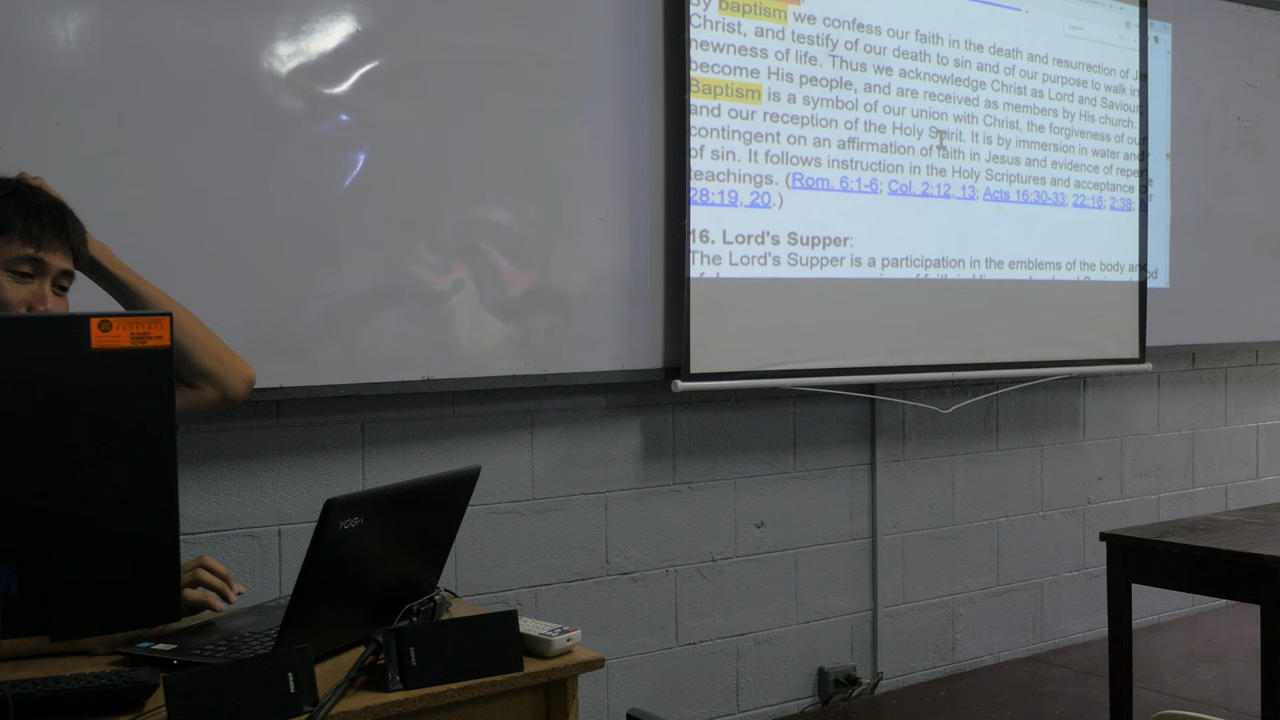 By baptism we confess our faith in the death and resurrection of
Christ, and testify of our death to sin and of our purpose to walk in
newness of life. Thus we acknowledge Christ as Lord and Saviour,
become His people, and are received as members by His church.
Baptism is a symbol of our union with Christ, the forgiveness of our
and our reception of the Holy Spirit. It is by immersion in water and
contingent on an affirmation of faith in Jesus and evidence of
of sin. It follows instruction in the Holy Scriptures and acceptance
teachings. (Rom. 6:1-6; Col. 2:12, 13; Acts 16:30-33; 22:16; 2:38;
28:19, 20.)
16. Lord's Supper:
The Lord's Supper is a participation in the emblems of the body and
YOGA